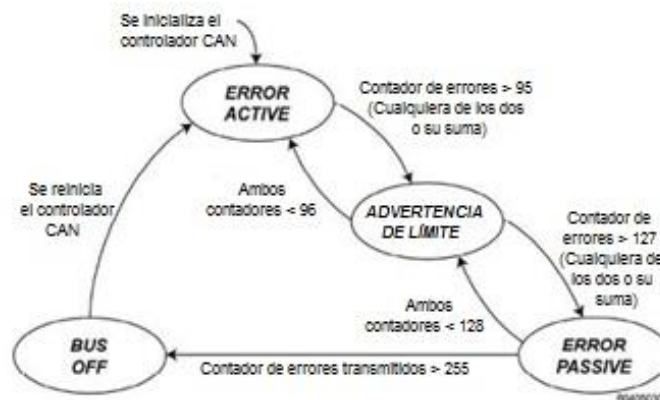 Se inicializa el
controlador CAN
ERROR
ACTIVE
Contador de errores > 95
(Cualquiera de los dos
o su suma)
Se reinicia
el controlador
CAN
Ambos
contadores < 96
ADVERTENCIA
DE LÍMITE
Contador de
errores > 127
(Cualquiera de
los dos o su
suma)
Ambos
contadores < 128
BUS
OFF
Contador de errores transmitidos > 255
ERROR
PASSIVE